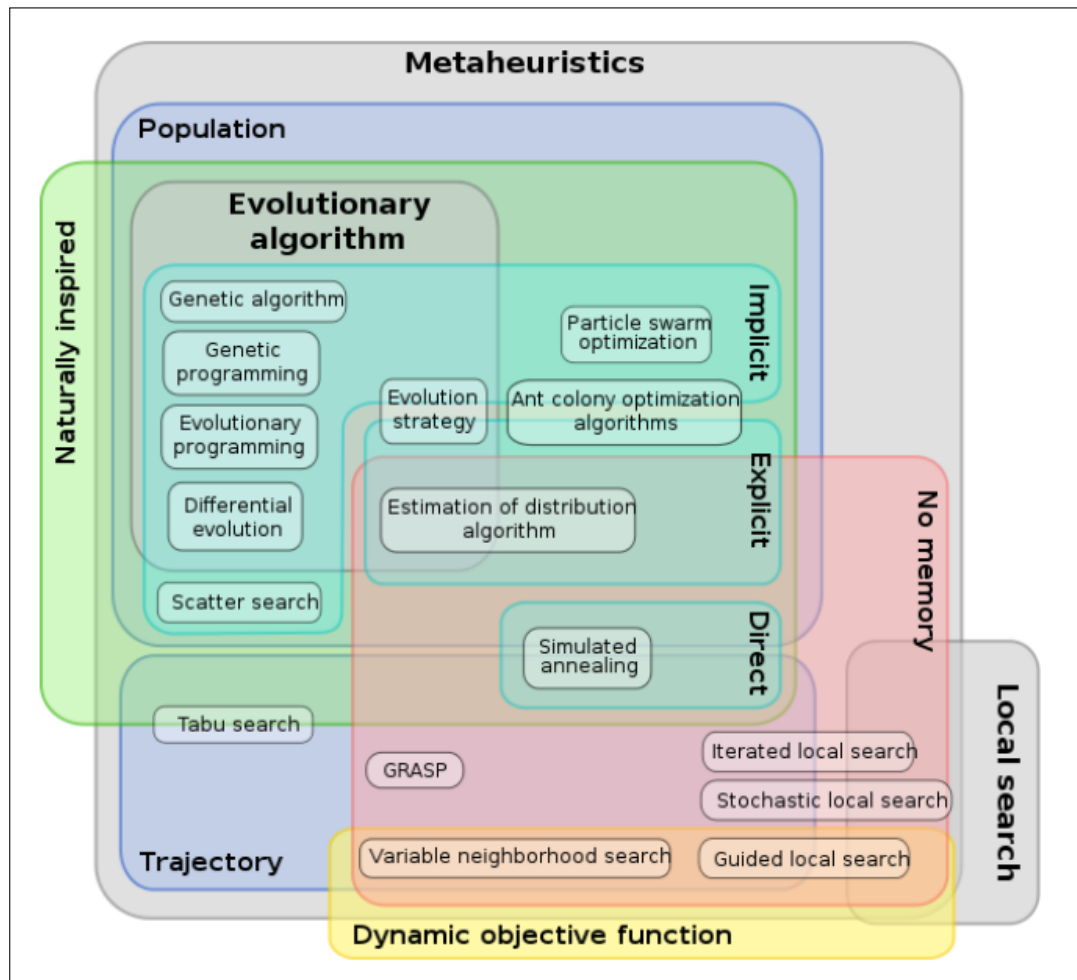 Metaheuristics
Population
Naturally inspired
Evolutionary
algorithm
Genetic algorithm
Implicit
Particle swarm
optimization
Genetic
programming
Evolution
strategy
Ant colony optimization
algorithms
Evolutionary
programming
Explicit
No memory
Differential
evolution
Estimation of distribution
algorithm
Scatter search
Direct
Simulated
annealing
Local search
Tabu search
GRASP
Iterated local search
Stochastic local search
Trajectory
Variable neighborhood search
Guided local search
Dynamic objective function